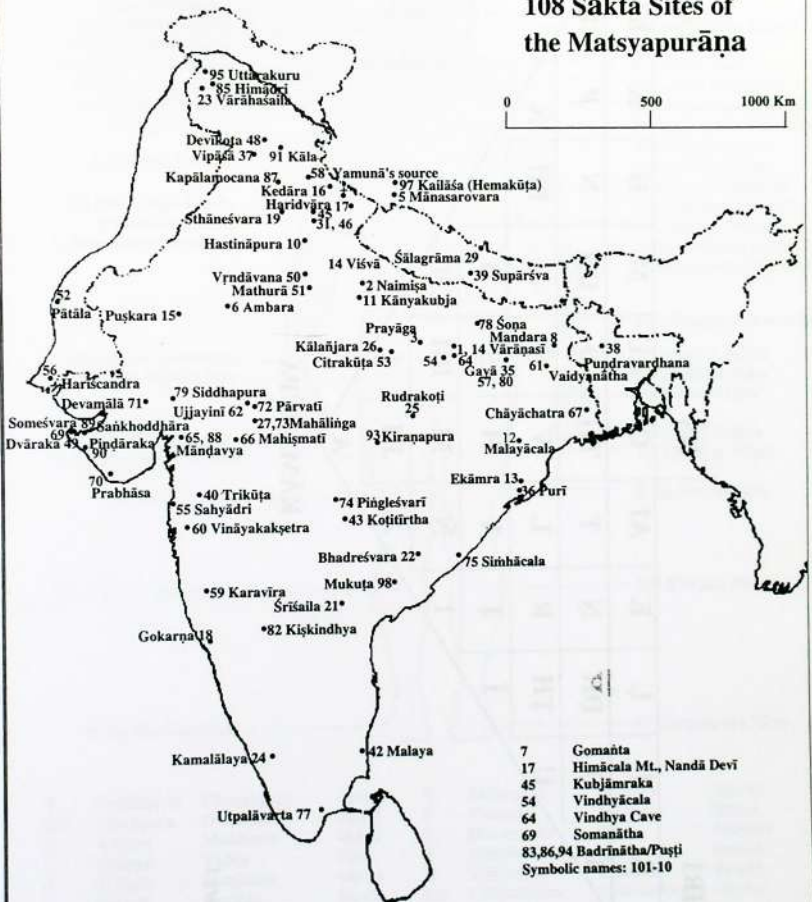 108 Sākta Sites of
the Matsyapurāṇa
0 500 1000 Km
95 Uttarakuru
85 Himādri
23 Vārāhaśaila
Devīkoṭa 48
Vipāśā 37
91 Kāla
58 Yamunā's source
Kapālamocana 87
Kedāra 16
97 Kailāśa (Hemakūṭa)
5 Mānasarovara
Haridvāra 17
Sthāneśvara 19
45
31, 46
Hastināpura 10
Śālagrāma 29
14 Viśvā
39 Supārśva
Vṛndāvana 50
Mathurā 51
2 Naimiṣa
11 Kānyakubja
52
Pātāla
Puṣkara 15
6 Ambara
Prayāga
3
78 Śoṇa
Mandara 8
38
Kālañjara 26
1, 14 Vārāṇasī
Citrakūṭa 53
54
64
Gayā 35
57, 80
61
Vaidyanātha
Pundravardhana
56
Hariścandra
Devamālā 71
79 Siddhapura
Ujjayinī 62
72 Pārvatī
Rudrakoṭi
25
27,73 Mahāliṅga
Chāyāchatra 67
Someśvara 89
Saṅkhoddhāra
69
Dvārakā 49
Piṇḍāraka
90
65, 88
Māṇḍavya
66 Mahiṣmatī
93 Kiraṇapura
12
Malayācala
70
Prabhāsa
Ekāmra 13
36 Purī
40 Trikūṭa
55 Sahyādri
74 Piṅgleśvarī
43 Koṭitīrtha
60 Vināyakakṣetra
Bhadreśvara 22
75 Siṁhācala
59 Karavīra
Mukuṭa 98
Śrīśaila 21
82 Kiṣkindhya
Gokarṇa 18
Kamalālaya 24
42 Malaya
Utpalāvarta 77
7 Gomaṅta
17 Himācala Mt., Nandā Devī
45 Kubjāmraka
54 Vindhyācala
64 Vindhya Cave
69 Somanātha
83,86,94 Badrīnātha/Puṣṭi
Symbolic names: 101-10